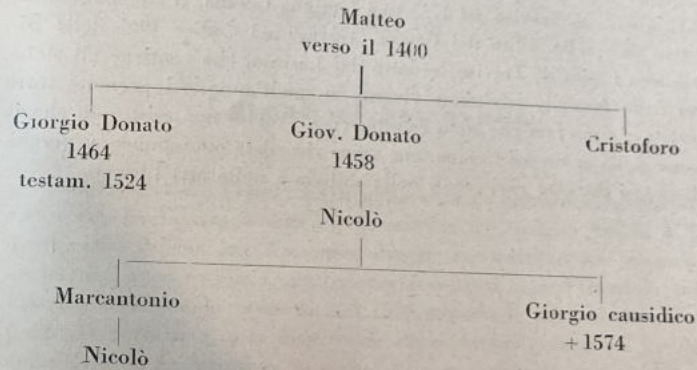 Matteo
verso il 1400
Giorgio Donato
1464
testam. 1524
Giov. Donato
1458
Cristoforo
Nicolò
Marcantonio
Nicolò
Giorgio causidico
+ 1574